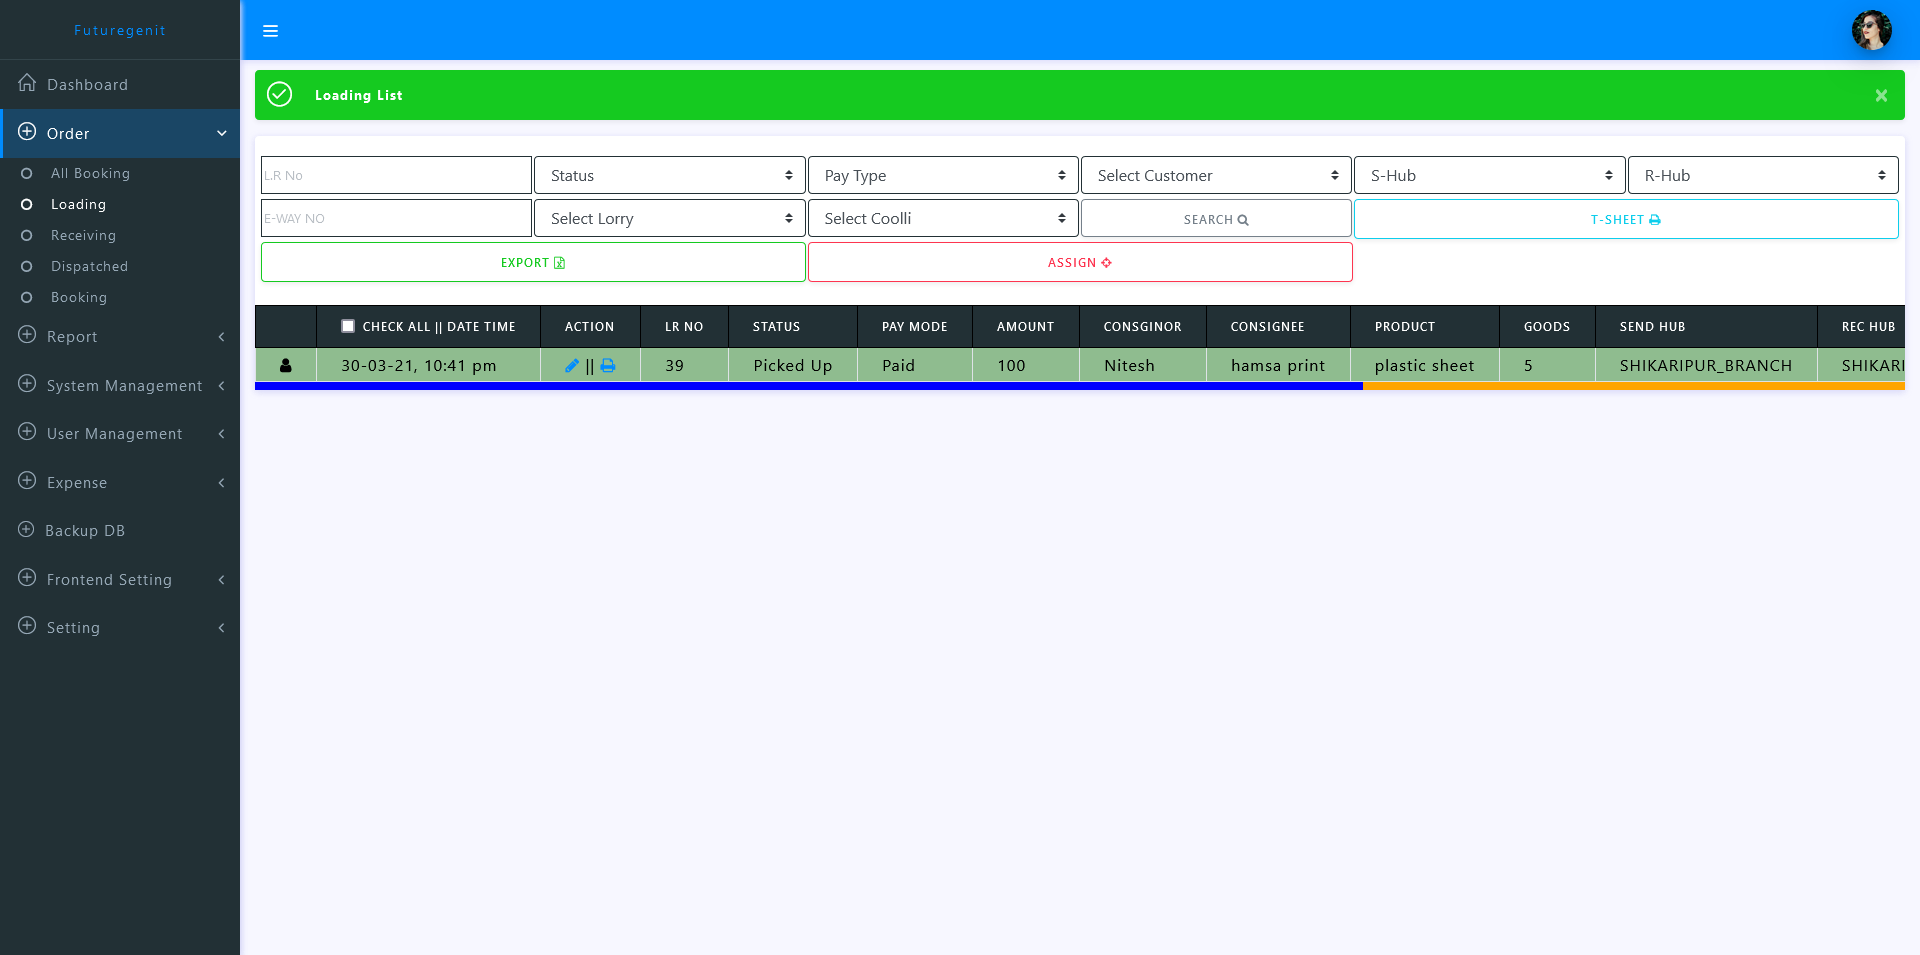 Futuregenit
Dashboard
Order
All Booking
Loading
Receiving
Dispatched
Booking
Report
System Management
User Management
Expense
Backup DB
Frontend Setting
Setting
Loading List
L.R No
Status
Pay Type
Select Customer
S-Hub
R-Hub
E-WAY NO
Select Lorry
Select Coolli
SEARCH
T-SHEET
EXPORT
ASSIGN
CHECK ALL || DATE TIME ACTION LR NO STATUS PAY MODE AMOUNT CONSGINOR CONSIGNEE PRODUCT GOODS SEND HUB REC HUB
30-03-21, 10:41 pm || 39 Picked Up Paid 100 Nitesh hamsa print plastic sheet 5 SHIKARIPUR_BRANCH SHIKARI